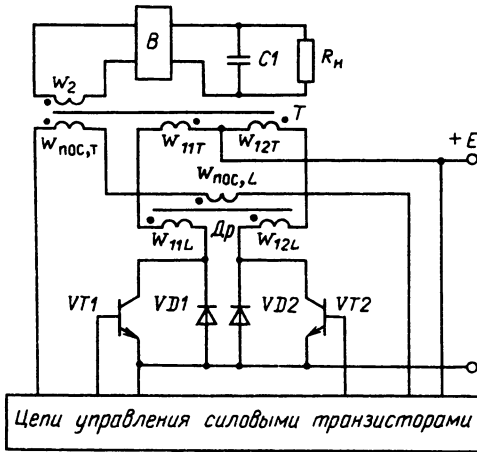 В
C1
Rн
W2
T
Wпос,T
W11T
W12T
+ E
Wпос,L
Др
W11L
W12L
VT1
VD1
VD2
VT2
Цепи управления силовыми транзисторами